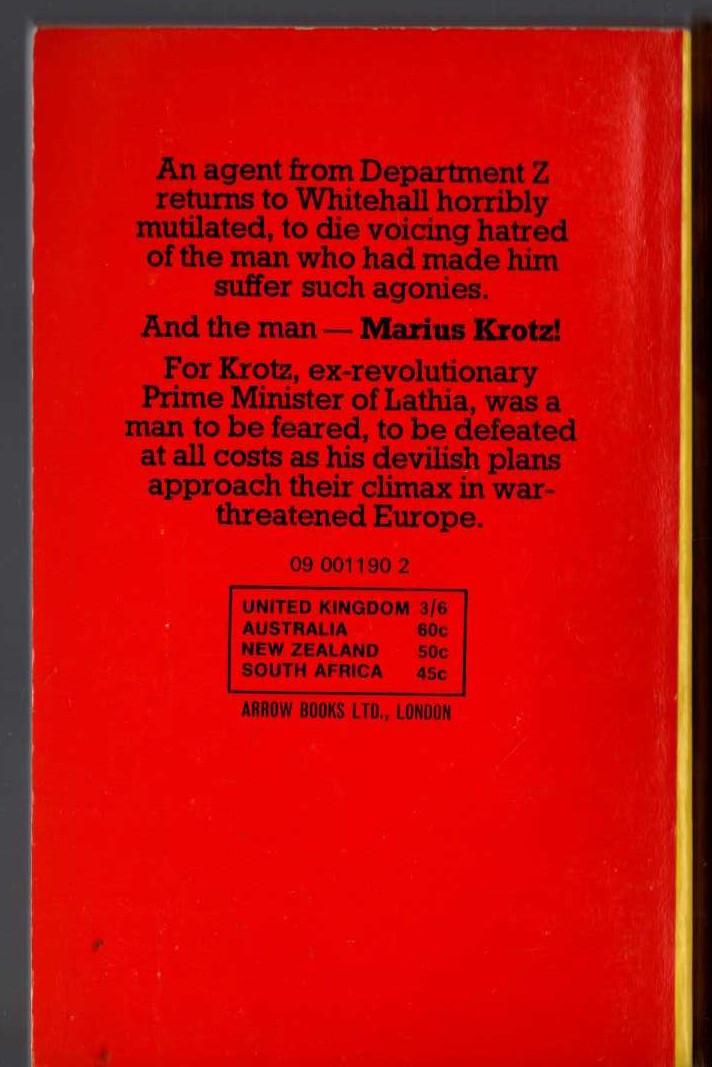 An agent from Department Z
returns to Whitehall horribly
mutilated, to die voicing hatred
of the man who had made him
suffer such agonies.
And the man — Marius Krotz!
For Krotz, ex-revolutionary
Prime Minister of Lathia, was a
man to be feared, to be defeated
at all costs as his devilish plans
approach their climax in war-
threatened Europe.
09 001190 2
UNITED KINGDOM 3/6
AUSTRALIA 60c
NEW ZEALAND 50c
SOUTH AFRICA 45c
ARROW BOOKS LTD., LONDON